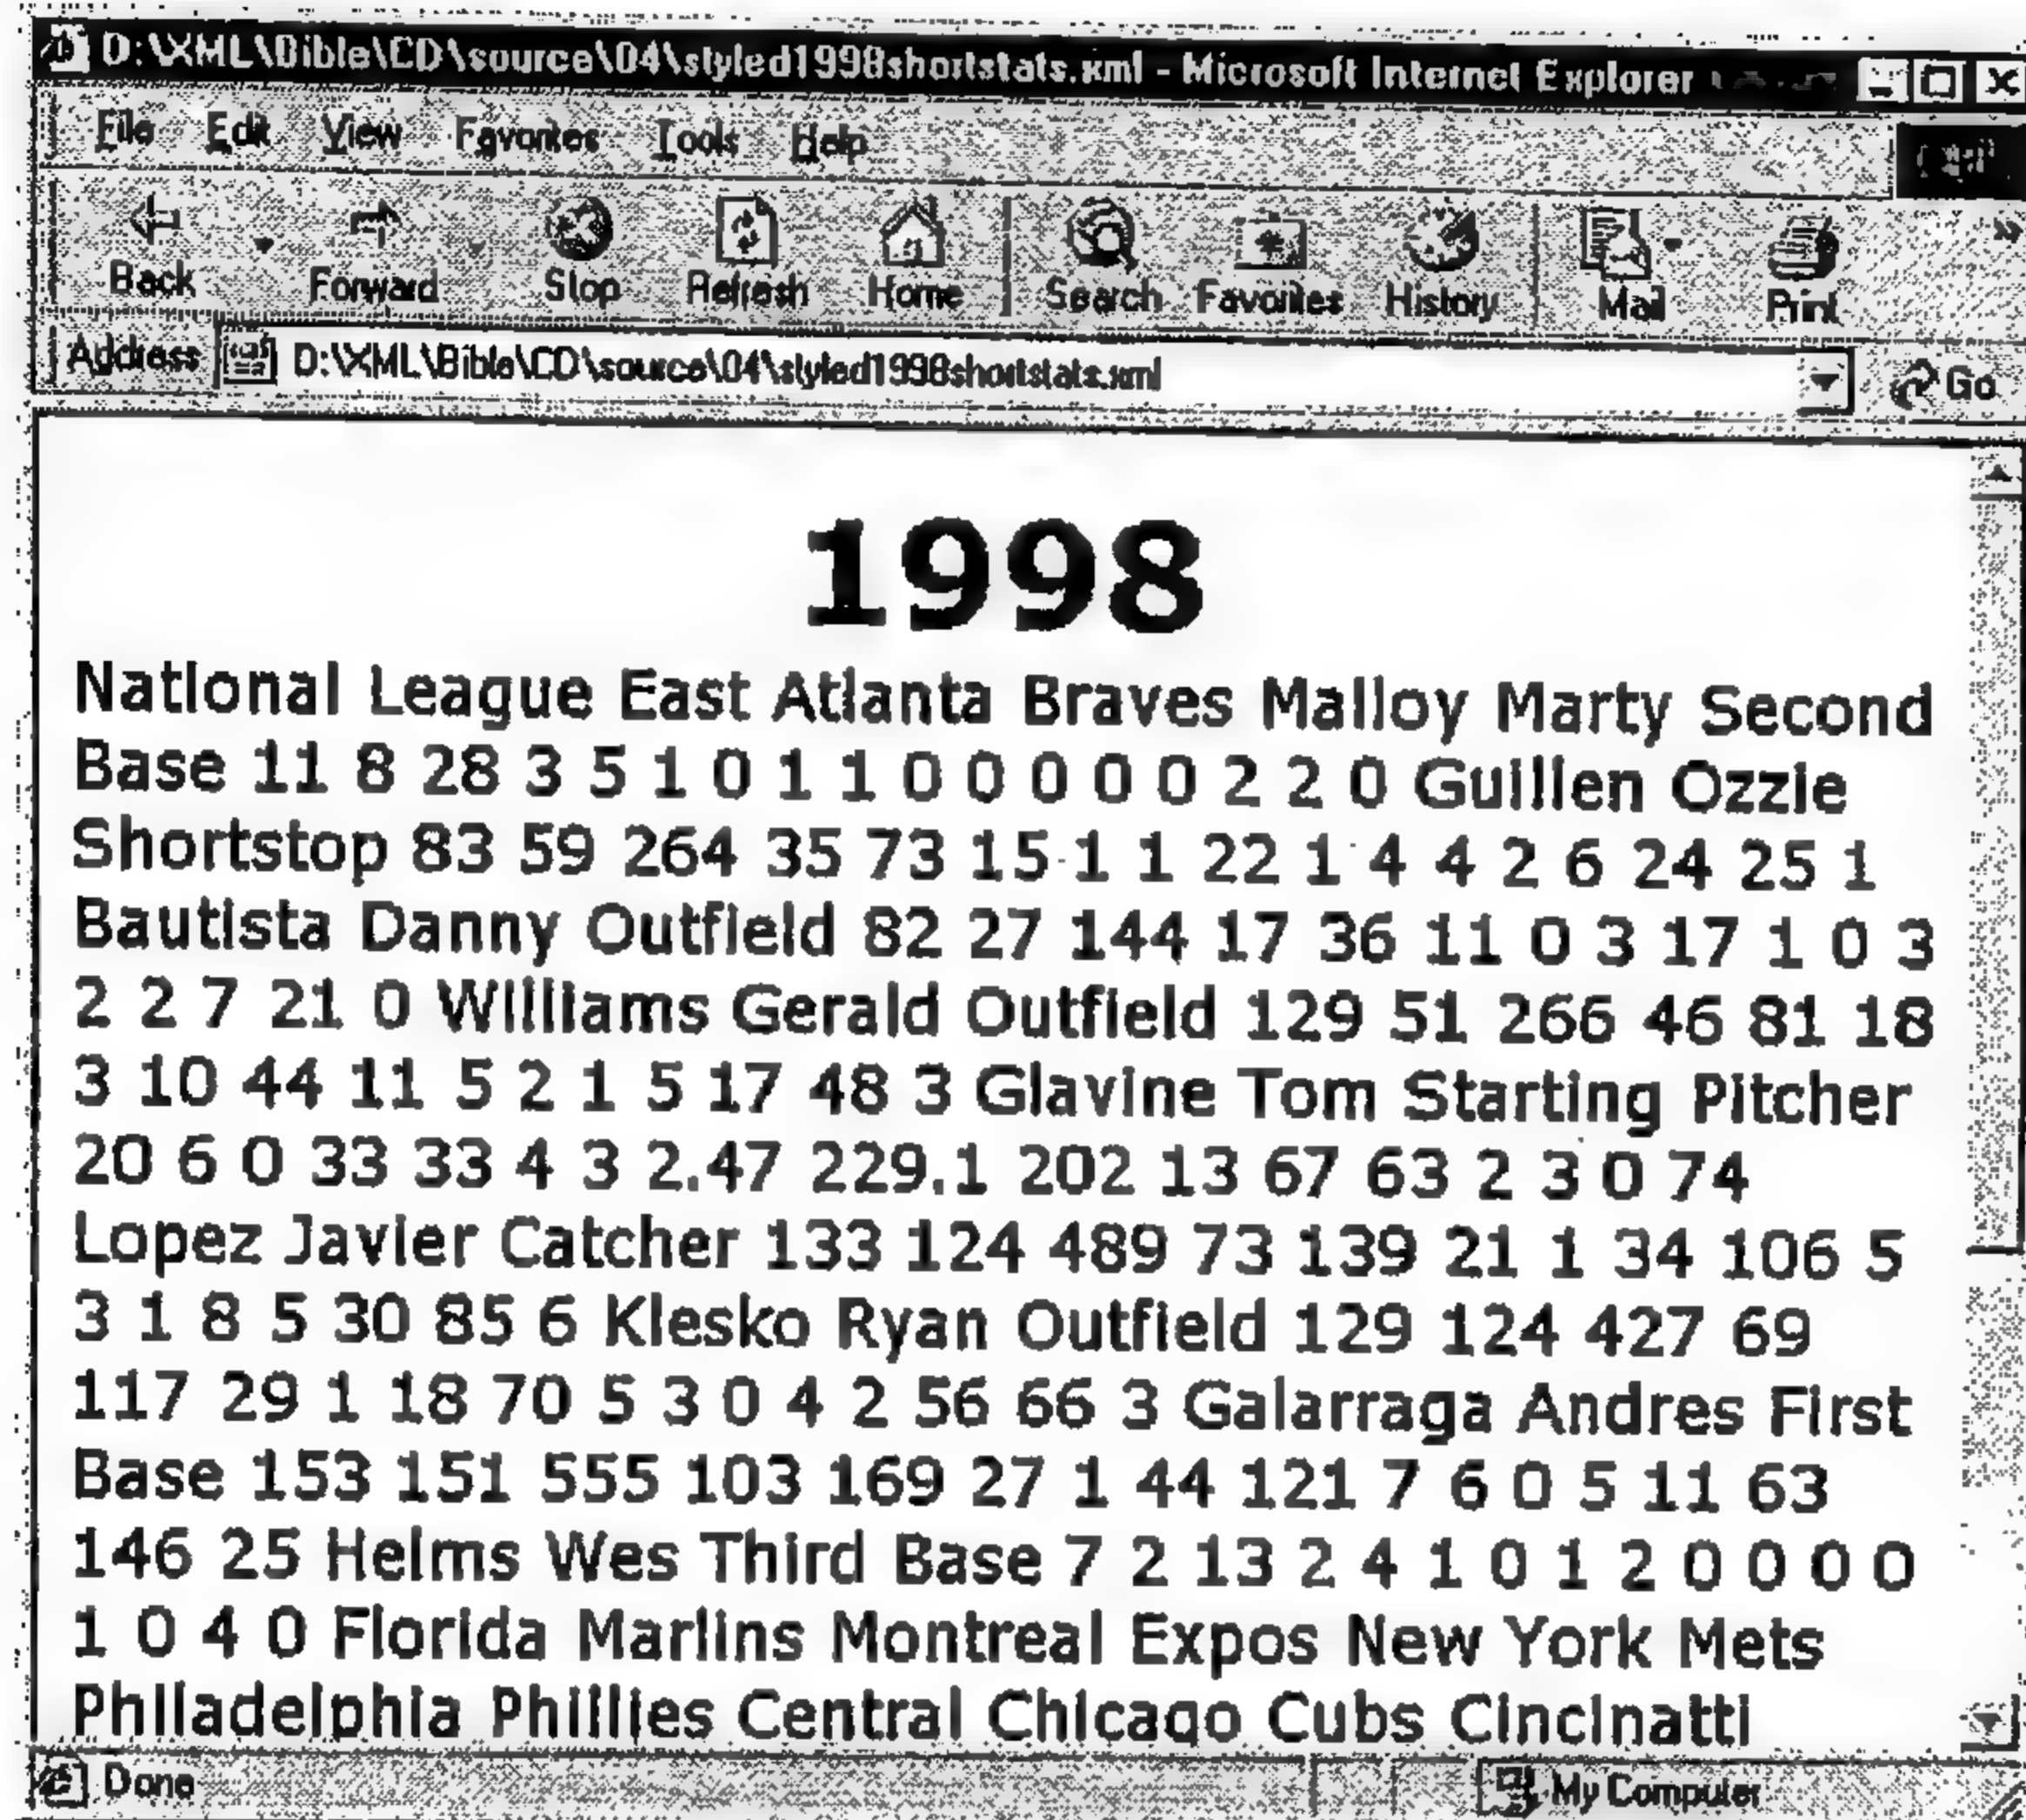 D:\XML\Bible\CD\source\04\styled1998shortstats.xml - Microsoft Internet Explorer
File Edit View Favorites Tools Help
Back Forward Stop Refresh Home Search Favorites History Mail Print »
Address D:\XML\Bible\CD\source\04\styled1998shortstats.xml Go
1998
National League East Atlanta Braves Malloy Marty Second
Base 11 8 28 3 5 1 0 1 1 0 0 0 0 0 2 2 0 Guillen Ozzie
Shortstop 83 59 264 35 73 15 1 1 22 1 4 4 2 6 24 25 1
Bautista Danny Outfield 82 27 144 17 36 11 0 3 17 1 0 3
2 2 7 21 0 Williams Gerald Outfield 129 51 266 46 81 18
3 10 44 11 5 2 1 5 17 48 3 Glavine Tom Starting Pitcher
20 6 0 33 33 4 3 2.47 229.1 202 13 67 63 2 3 0 74
Lopez Javier Catcher 133 124 489 73 139 21 1 34 106 5
3 1 8 5 30 85 6 Klesko Ryan Outfield 129 124 427 69
117 29 1 18 70 5 3 0 4 2 56 66 3 Galarraga Andres First
Base 153 151 555 103 169 27 1 44 121 7 6 0 5 11 63
146 25 Helms Wes Third Base 7 2 13 2 4 1 0 1 2 0 0 0 0
1 0 4 0 Florida Marlins Montreal Expos New York Mets
Philadelphia Phillies Central Chicago Cubs Cincinatti
Done My Computer